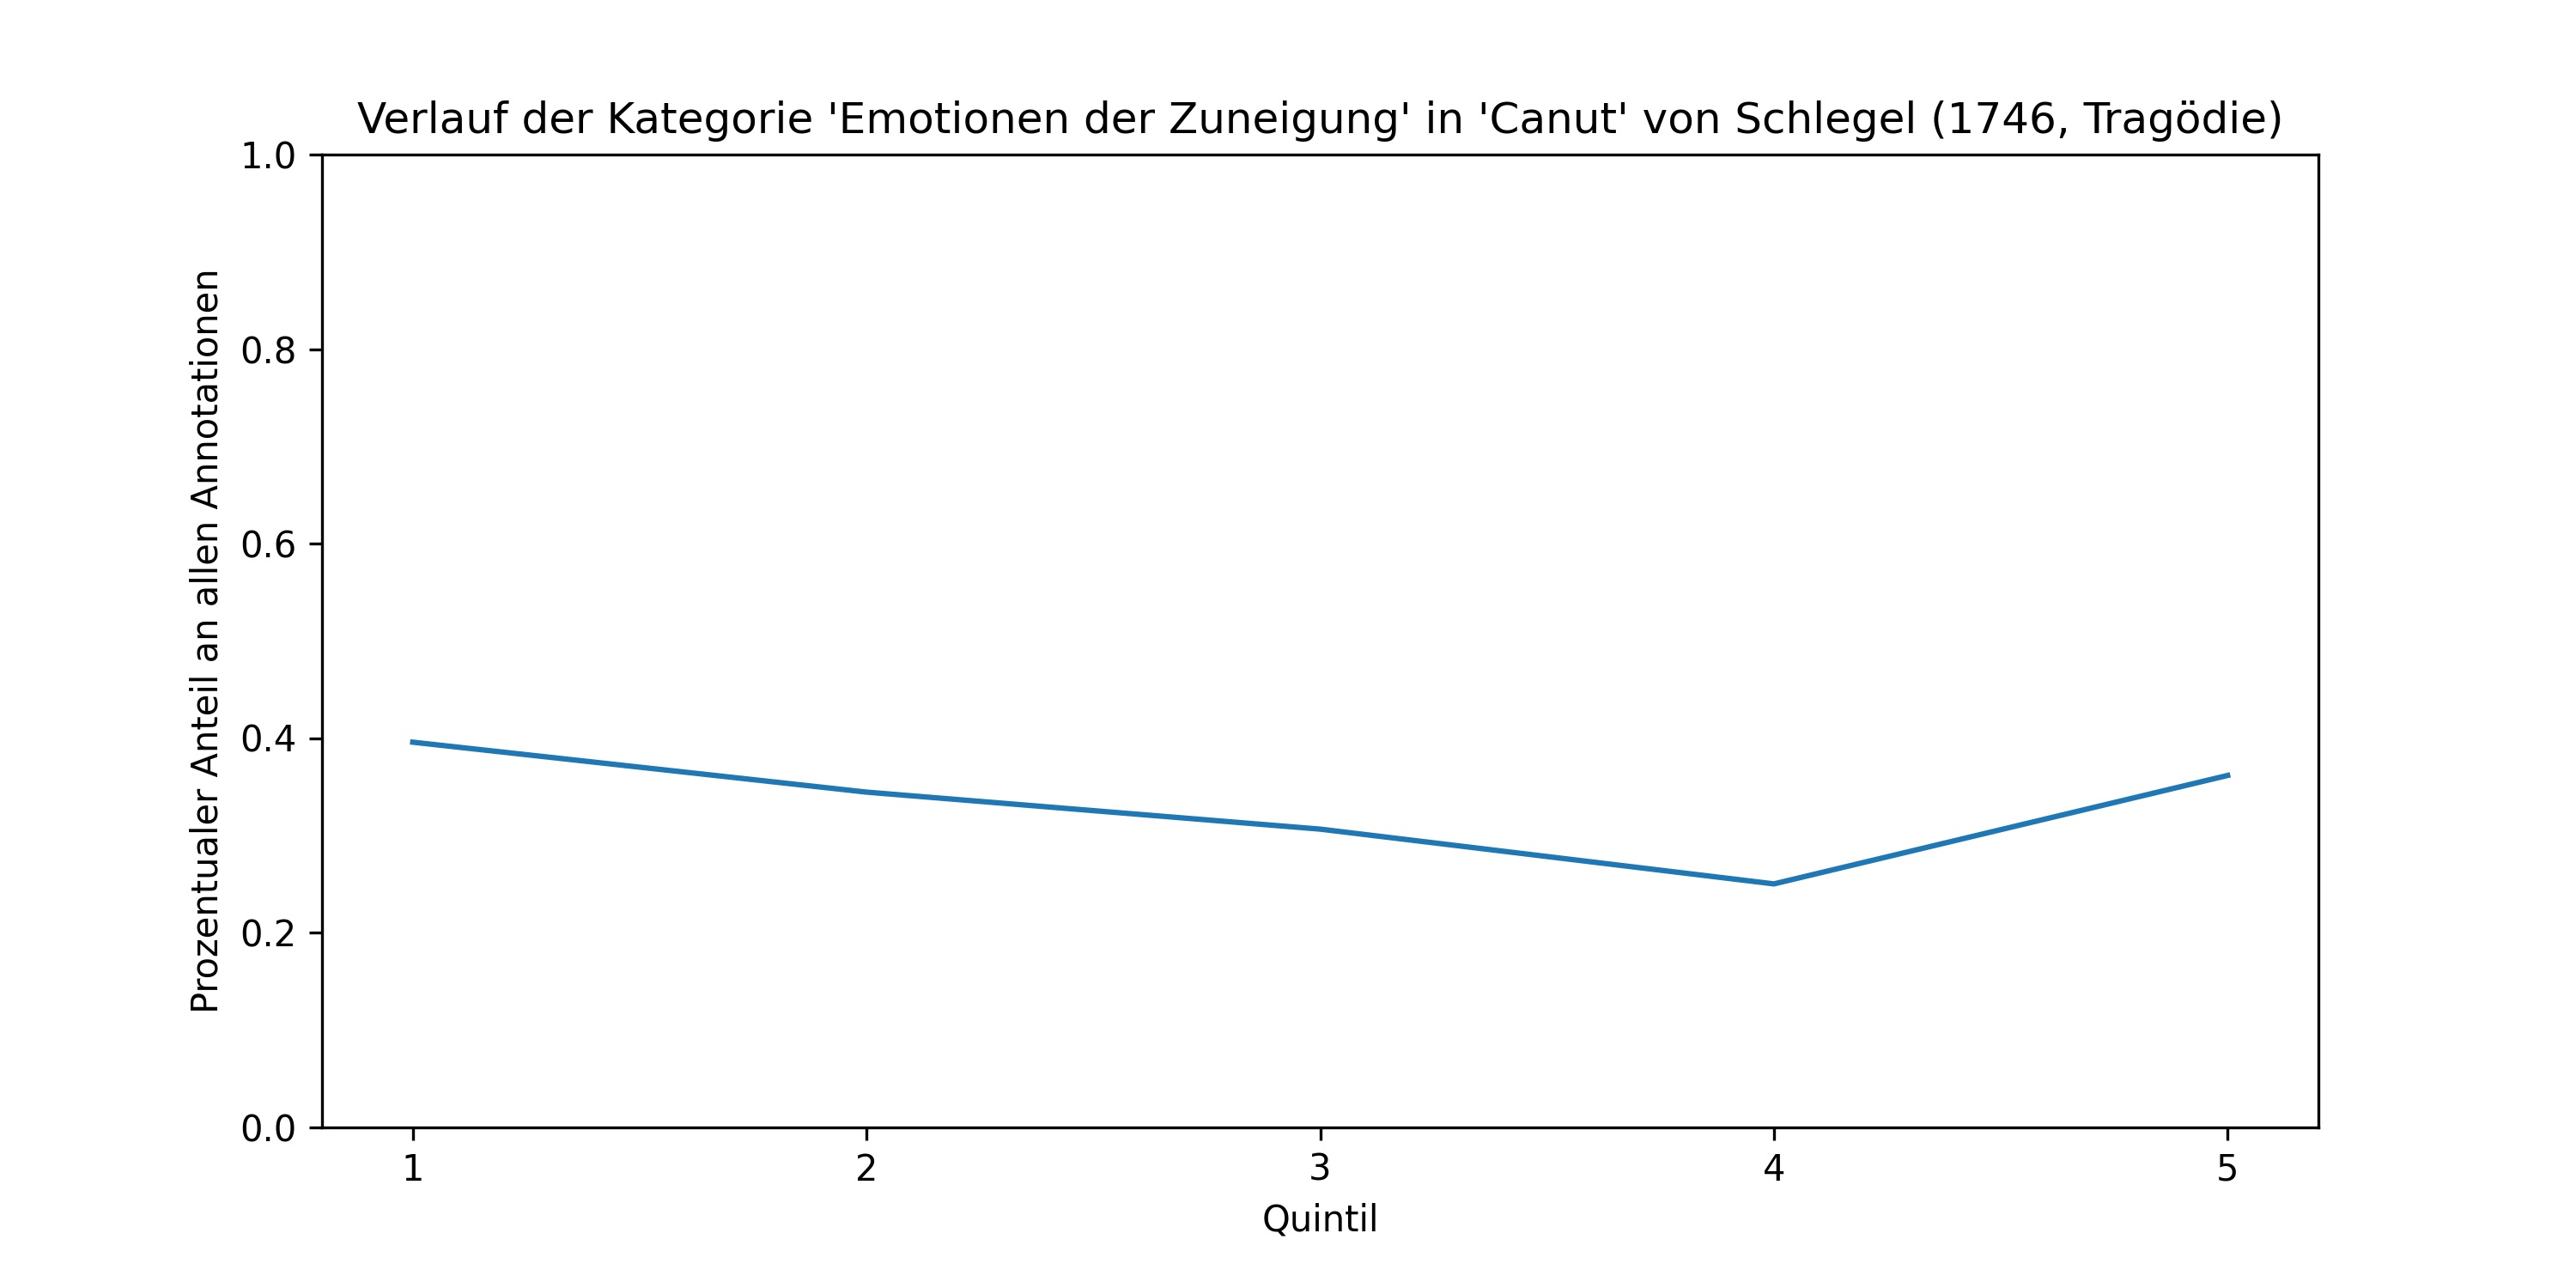 Verlauf der Kategorie 'Emotionen der Zuneigung' in 'Canut' von Schlegel (1746, Tragödie)
Prozentualer Anteil an allen Annotationen
1.0
0.8
0.6
0.4
0.2
0.0
1 2 3 4 5
Quintil